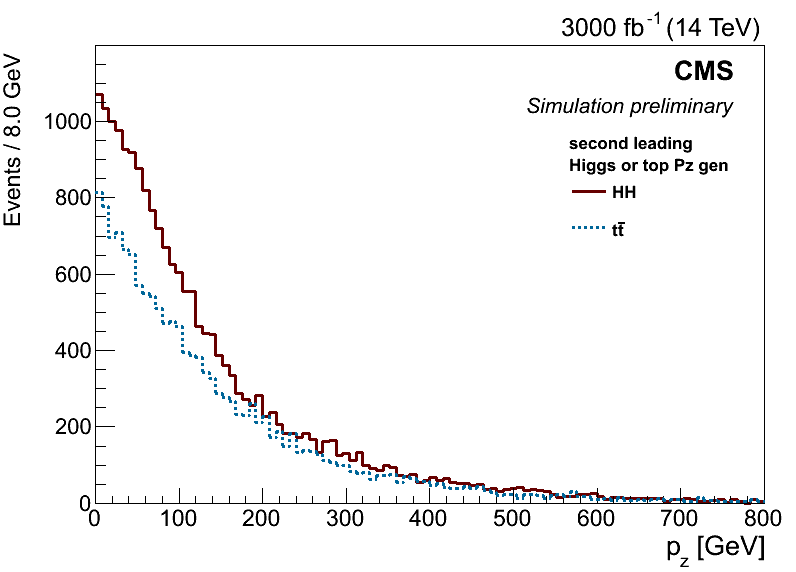 3000 fb-1 (14 TeV)
Events / 8.0 GeV
CMS
Simulation preliminary
second leading
Higgs or top Pz gen
HH
tt̄
1000
800
600
400
200
0
0 100 200 300 400 500 600 700 800
pz [GeV]